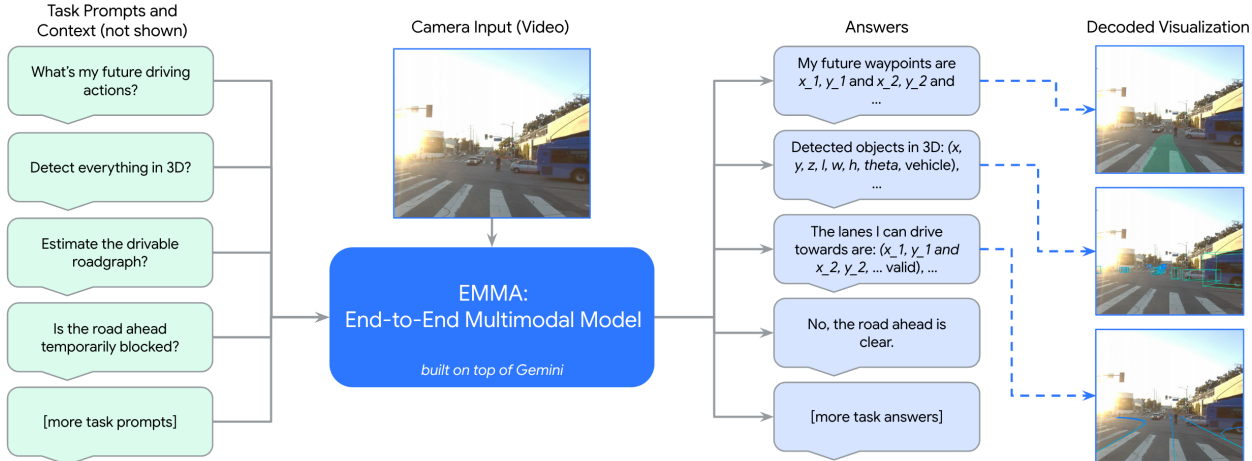 Task Prompts and
Context (not shown)
What's my future driving
actions?
Detect everything in 3D?
Estimate the drivable
roadgraph?
Is the road ahead
temporarily blocked?
[more task prompts]
Camera Input (Video)
EMMA:
End-to-End Multimodal Model
built on top of Gemini
Answers
My future waypoints are
x_1, y_1 and x_2, y_2 and
...
Detected objects in 3D: (x,
y, z, l, w, h, theta, vehicle),
...
The lanes I can drive
towards are: (x_1, y_1 and
x_2, y_2, ... valid), ...
No, the road ahead is
clear.
[more task answers]
Decoded Visualization